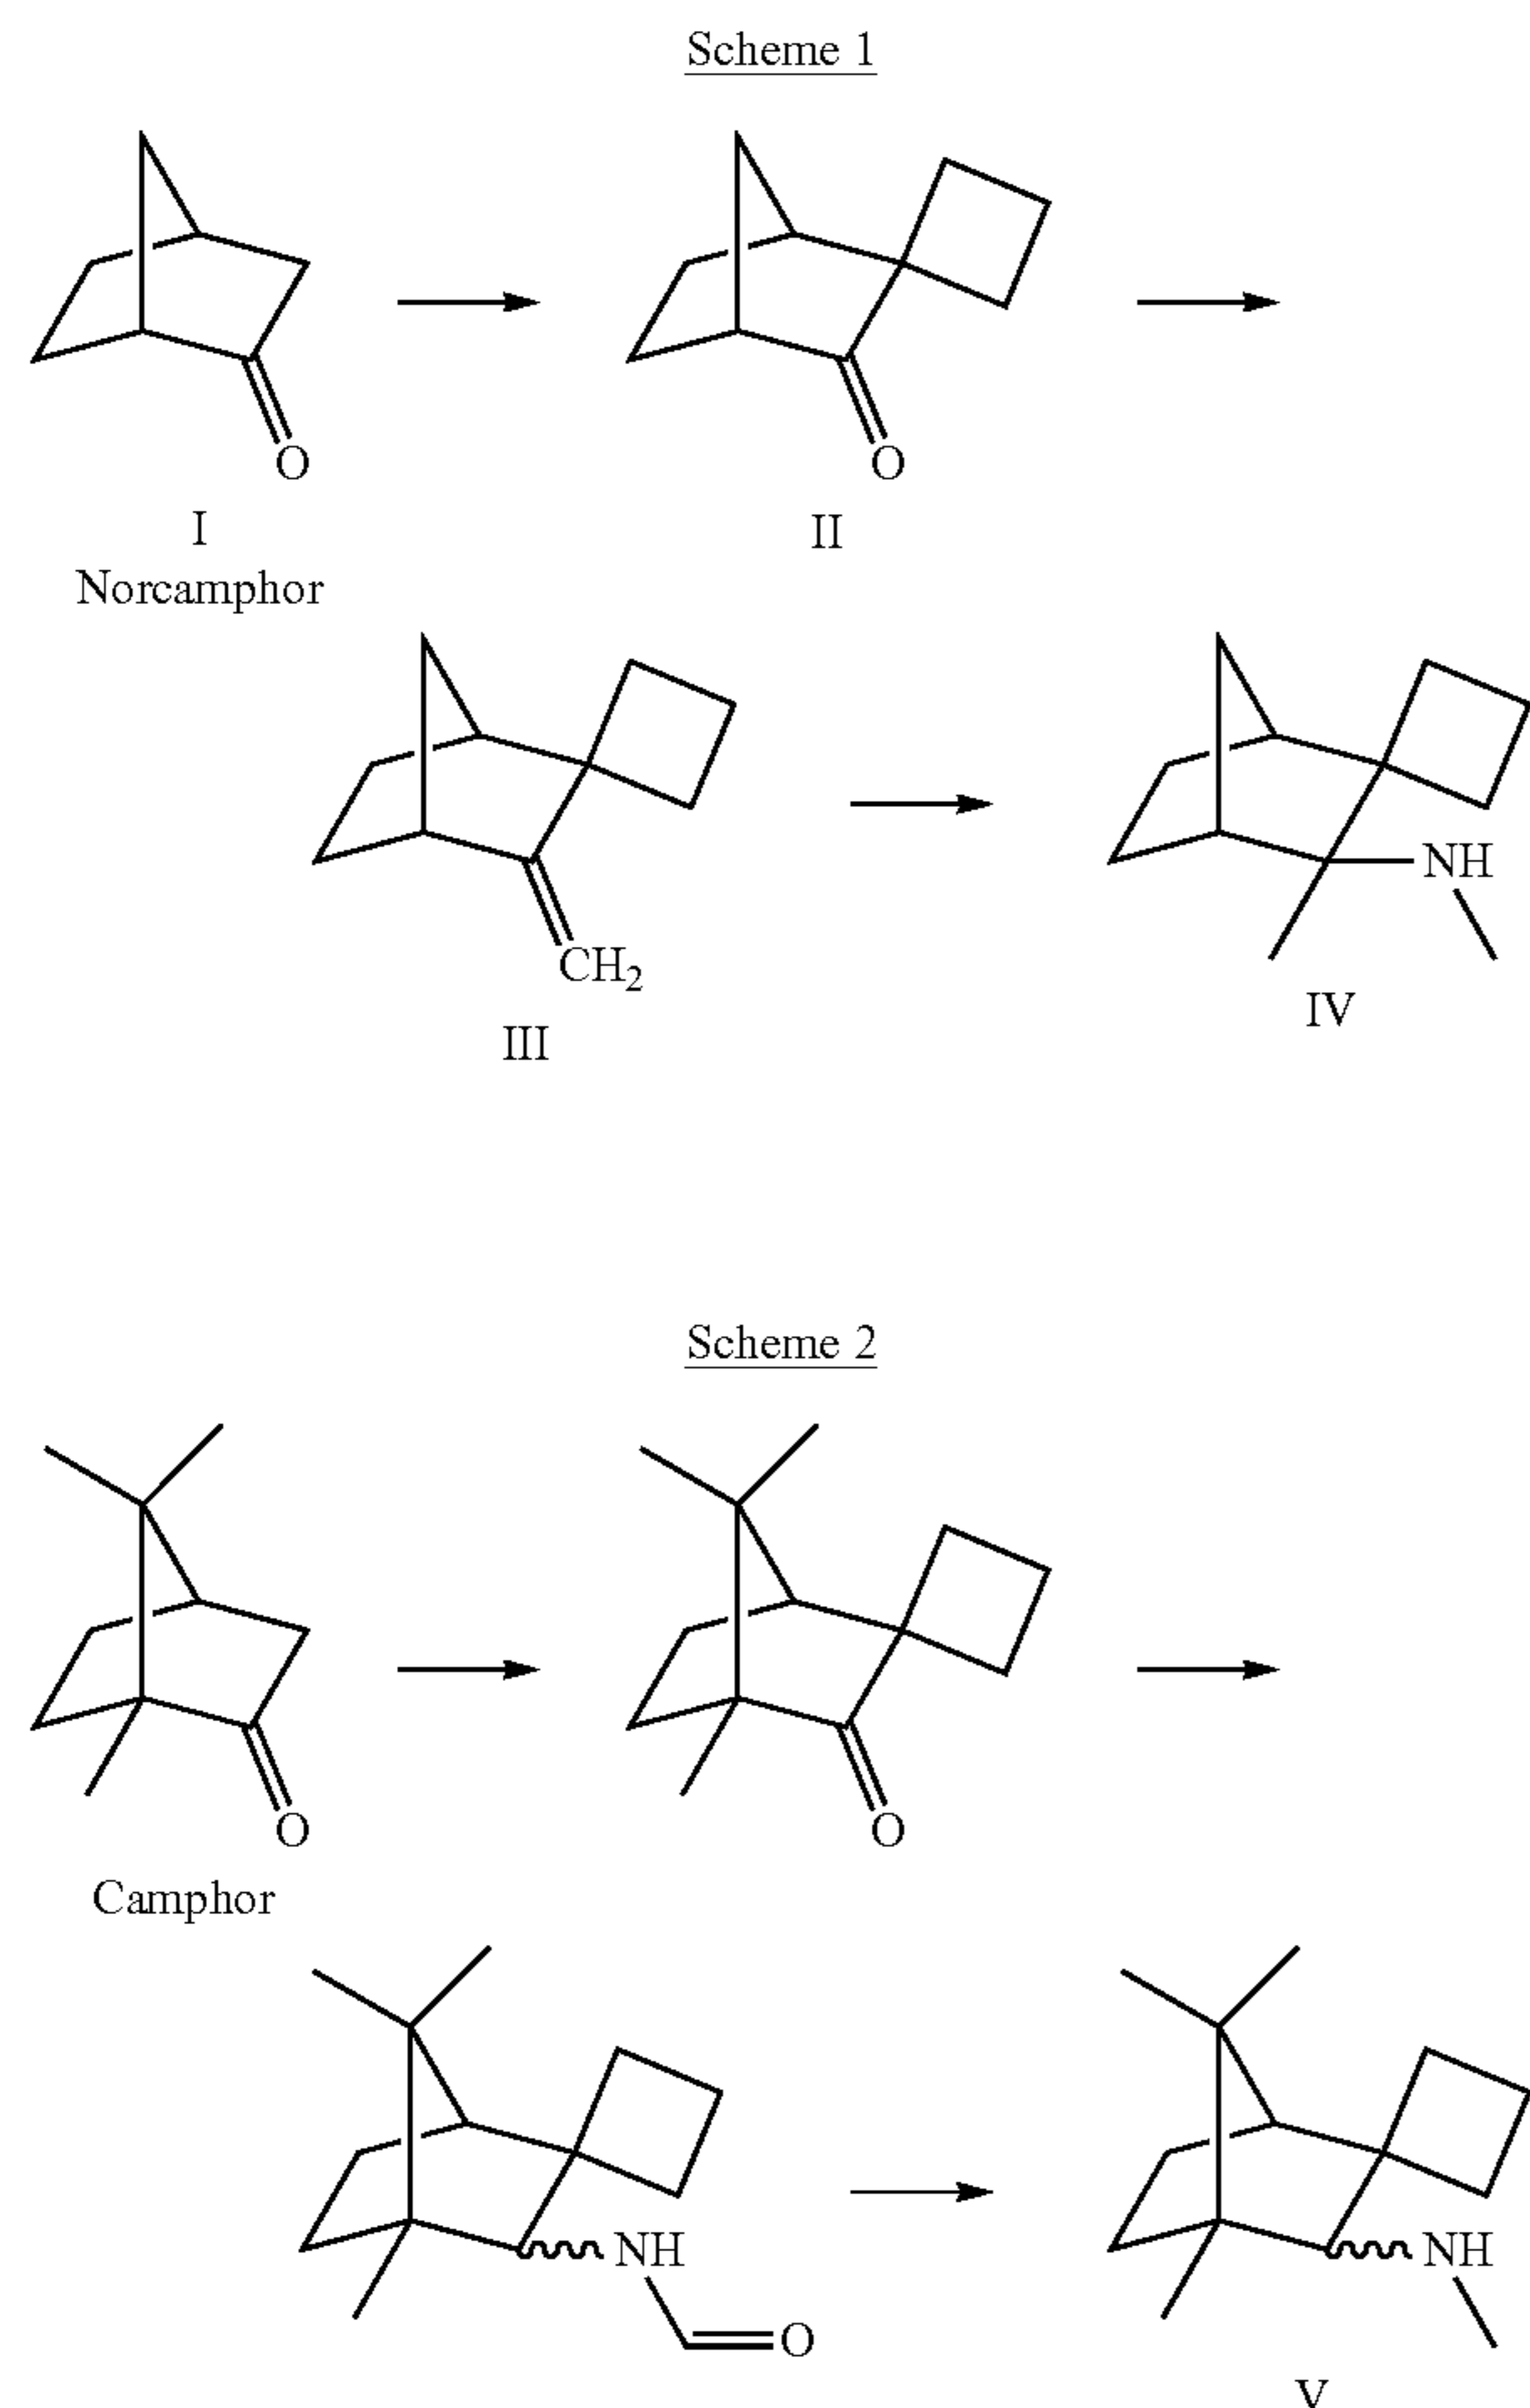 Scheme 1
O
I
Norcamphor
O
II
CH2
III
NH
IV
Scheme 2
O
Camphor
O
NH
O
NH
V